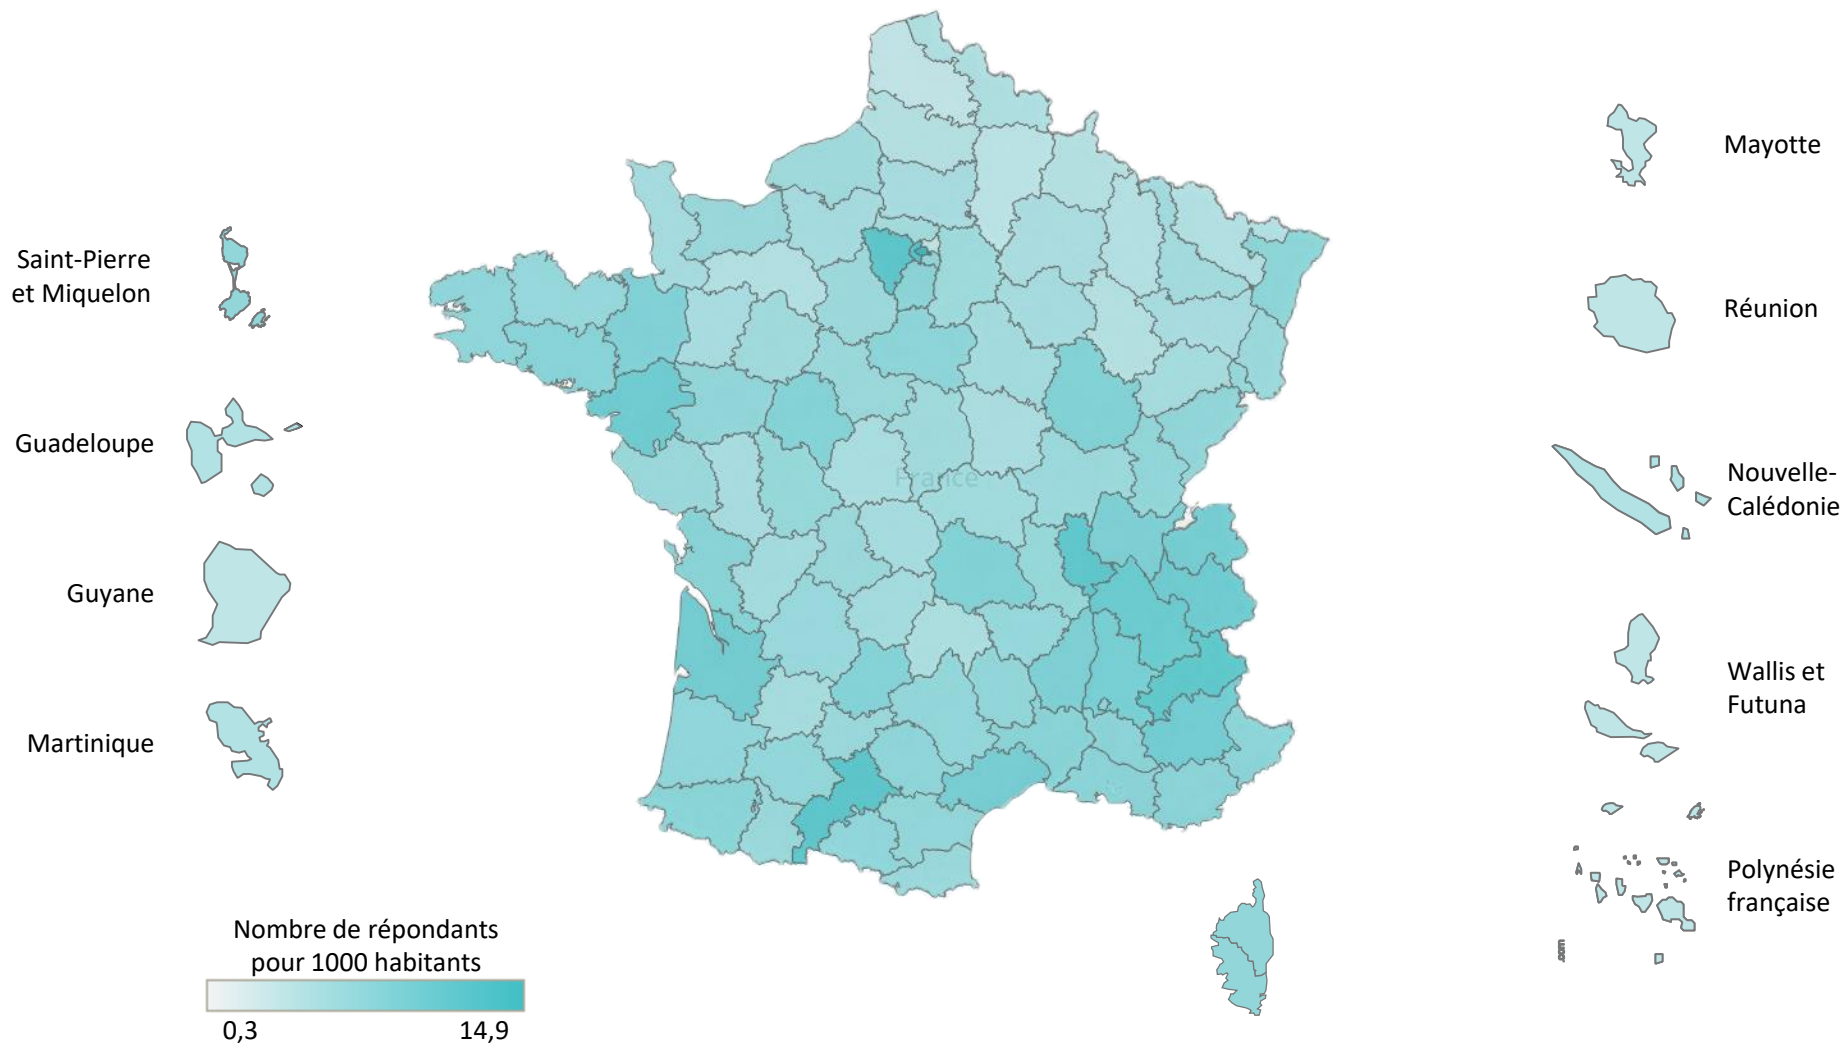 Saint-Pierre
et Miquelon
Guadeloupe
Guyane
Martinique
France
Mayotte
Réunion
Nouvelle-
Calédonie
Wallis et
Futuna
Polynésie
française
.com
Nombre de répondants
pour 1000 habitants
0,3
14,9